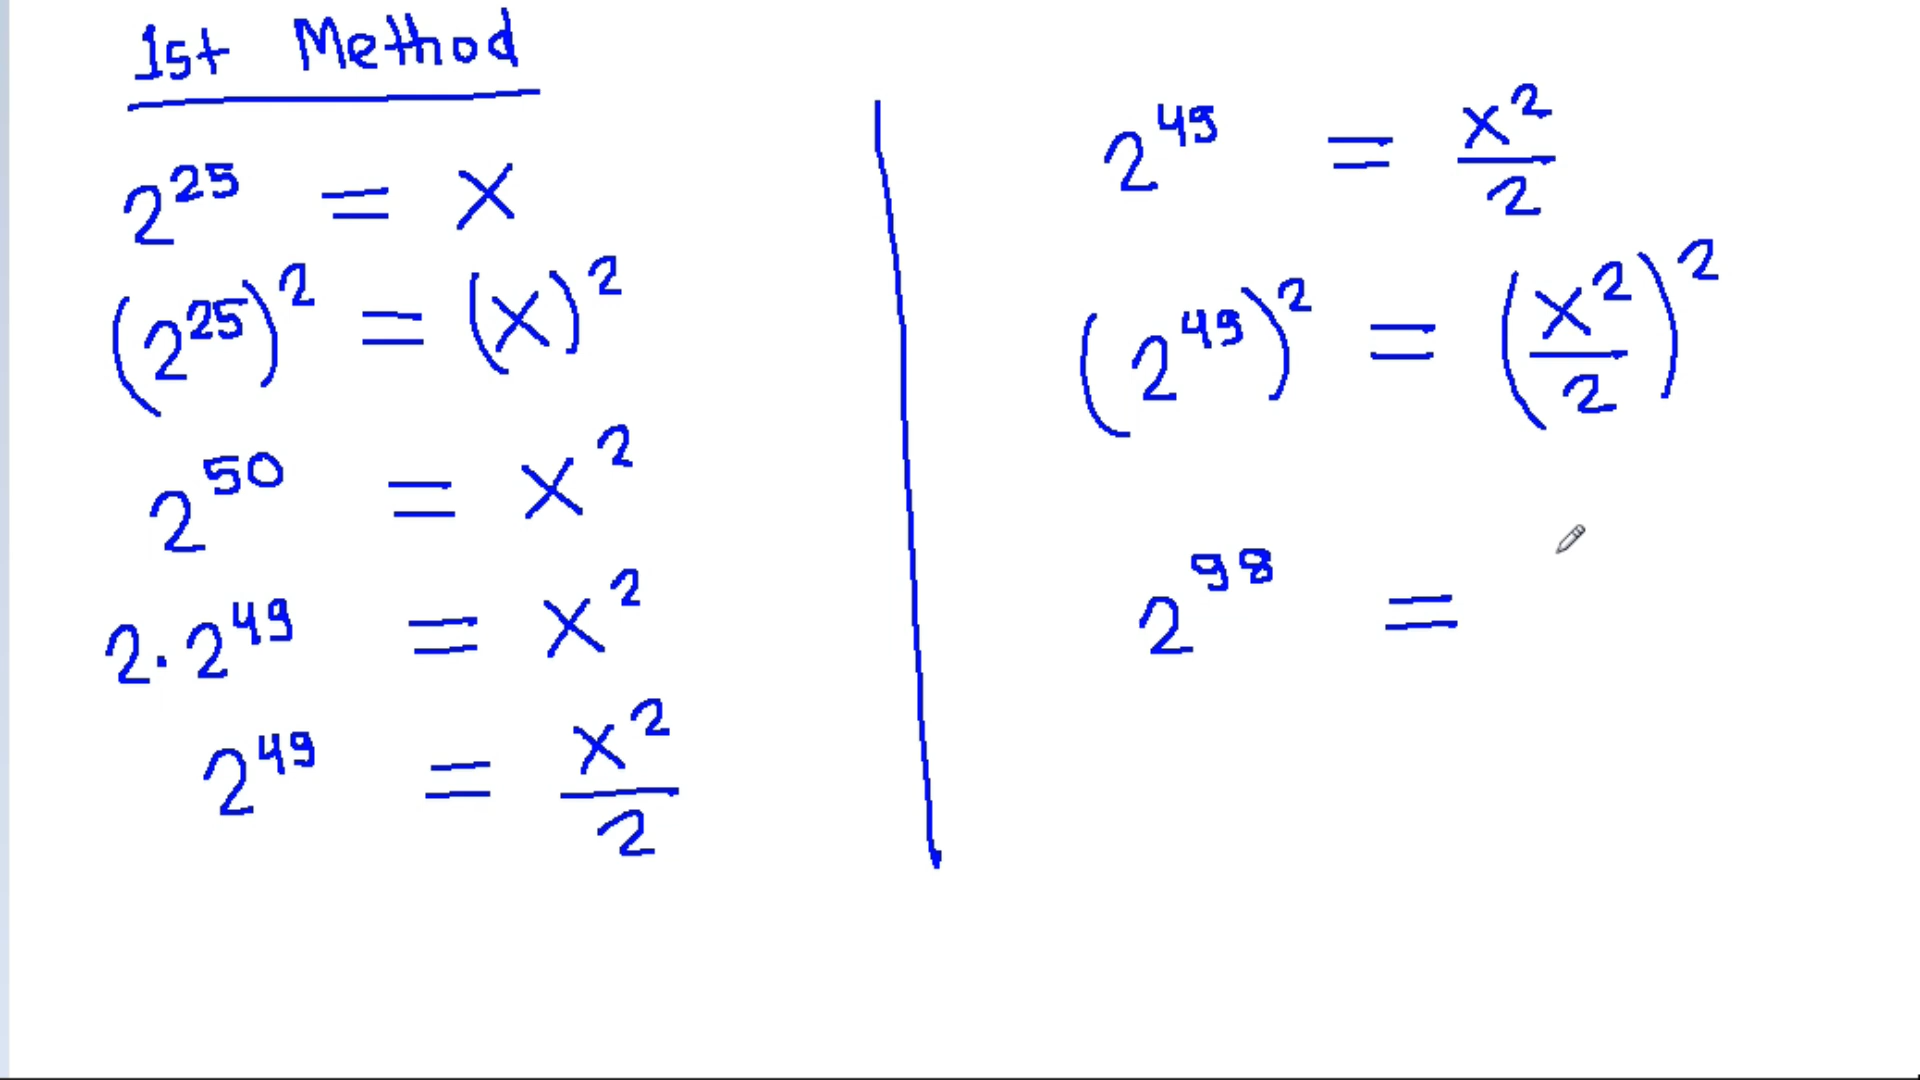 1st Method
2^25 = x
(2^25)^2 = (x)^2
2^50 = x^2
2·2^49 = x^2
2^49 = x^2/2
2^49 = x^2/2
(2^49)^2 = (x^2/2)^2
2^98 =